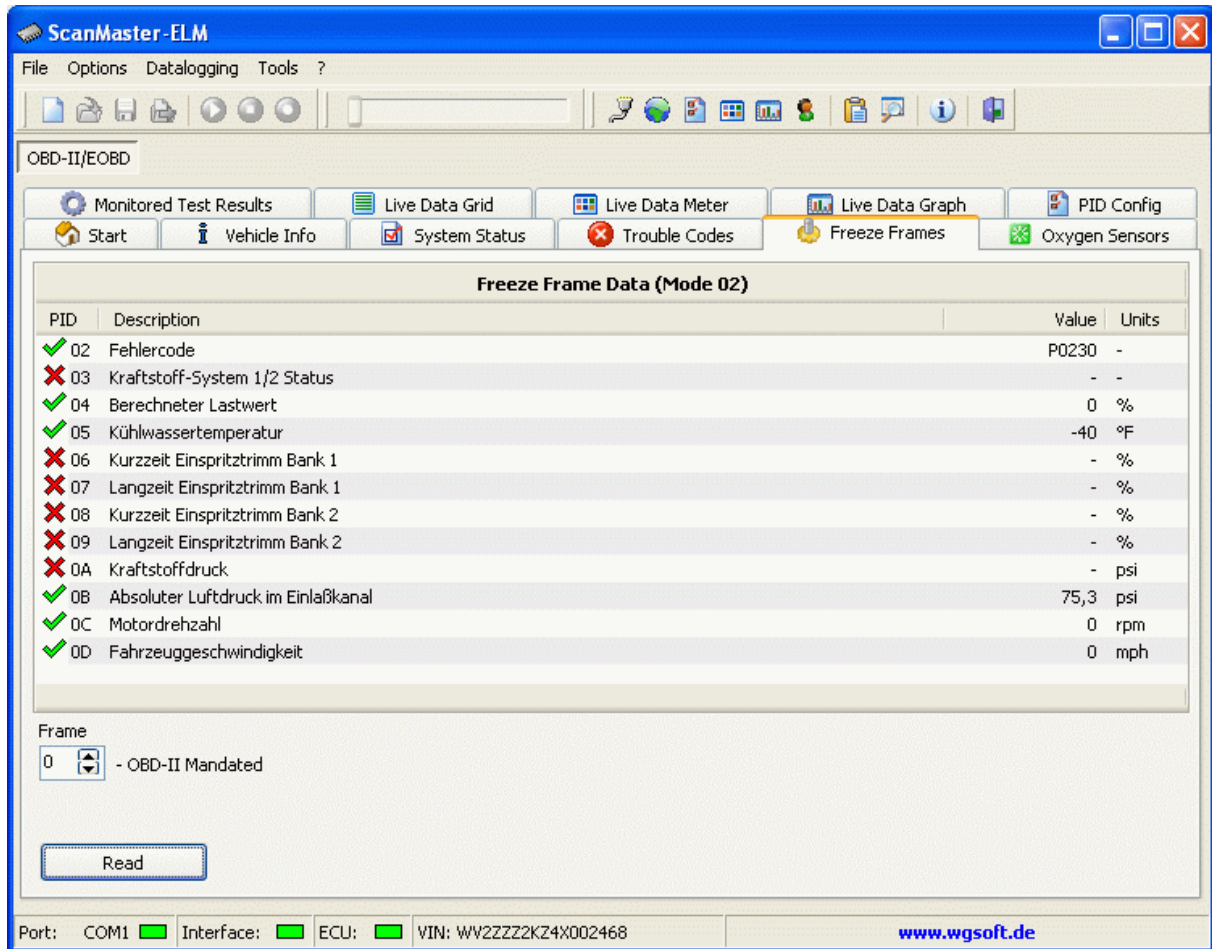 ScanMaster-ELM
File Options Datalogging Tools ?
OBD-II/EOBD
Monitored Test Results Live Data Grid Live Data Meter Live Data Graph PID Config
Start Vehicle Info System Status Trouble Codes Freeze Frames Oxygen Sensors
Freeze Frame Data (Mode 02)
PID Description Value Units
02 Fehlercode P0230 -
03 Kraftstoff-System 1/2 Status - -
04 Berechneter Lastwert 0 %
05 Kühlwassertemperatur -40 °F
06 Kurzzeit Einspritztrimm Bank 1 - %
07 Langzeit Einspritztrimm Bank 1 - %
08 Kurzzeit Einspritztrimm Bank 2 - %
09 Langzeit Einspritztrimm Bank 2 - %
0A Kraftstoffdruck - psi
0B Absoluter Luftdruck im Einlaßkanal 75,3 psi
0C Motordrehzahl 0 rpm
0D Fahrzeuggeschwindigkeit 0 mph
Frame
0 - OBD-II Mandated
Read
Port: COM1 Interface: ECU: VIN: WV2ZZZ2KZ4X002468 www.wgsoft.de